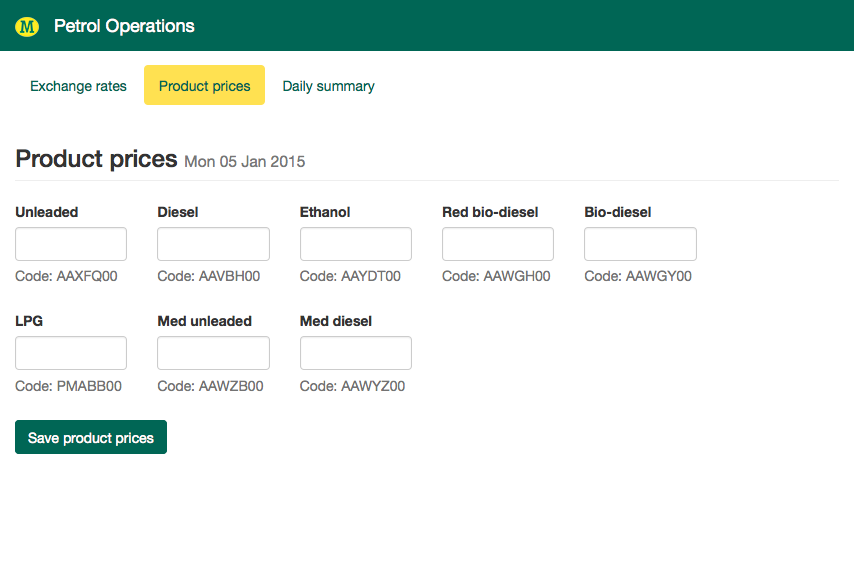 M Petrol Operations
Exchange rates Product prices Daily summary
Product prices Mon 05 Jan 2015
Unleaded Diesel Ethanol Red bio-diesel Bio-diesel
Code: AAXFQ00 Code: AAVBH00 Code: AAYDT00 Code: AAWGH00 Code: AAWGY00
LPG Med unleaded Med diesel
Code: PMABB00 Code: AAWZB00 Code: AAWYZ00
Save product prices